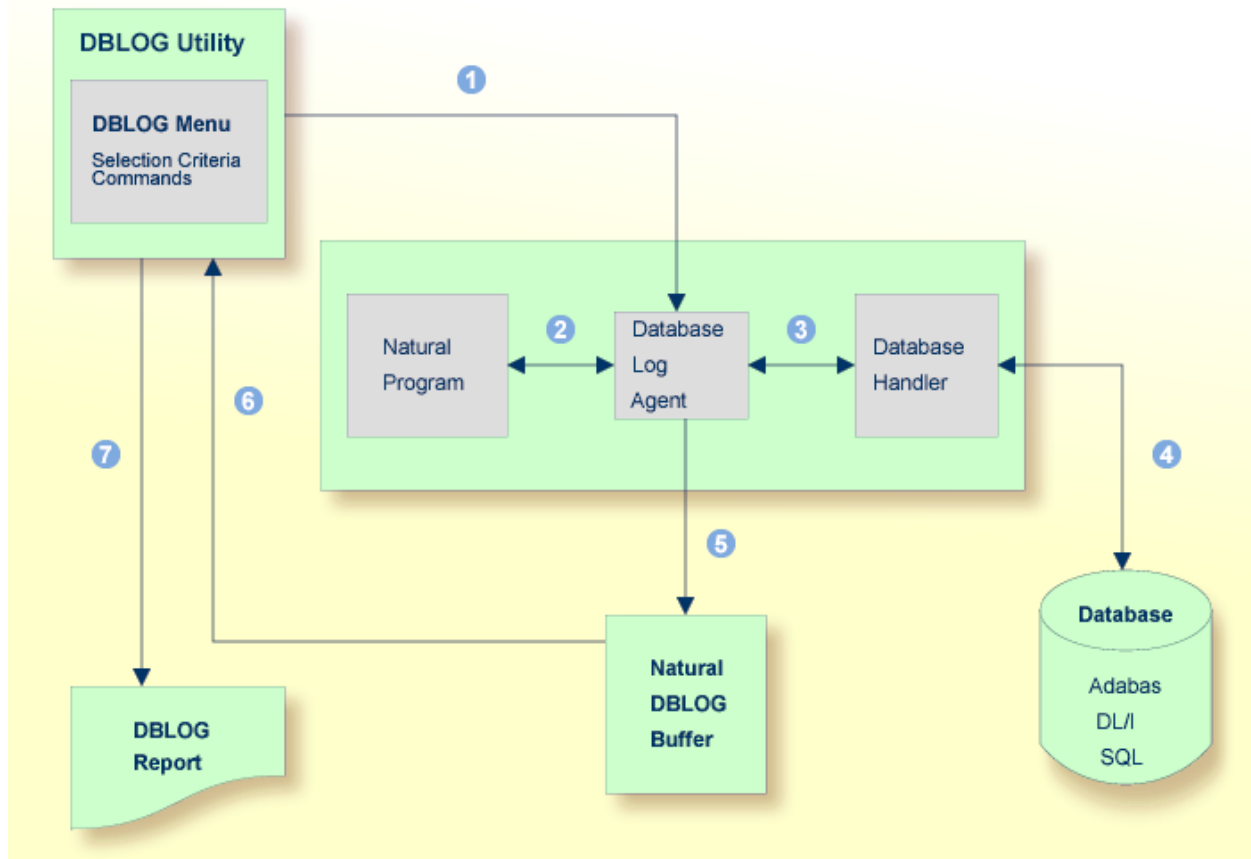 DBLOG Utility
DBLOG Menu
Selection Criteria
Commands
1
Natural
Program
2
Database
Log
Agent
3
Database
Handler
4
5
6
7
Database
Adabas
DL/I
SQL
Natural
DBLOG
Buffer
DBLOG
Report